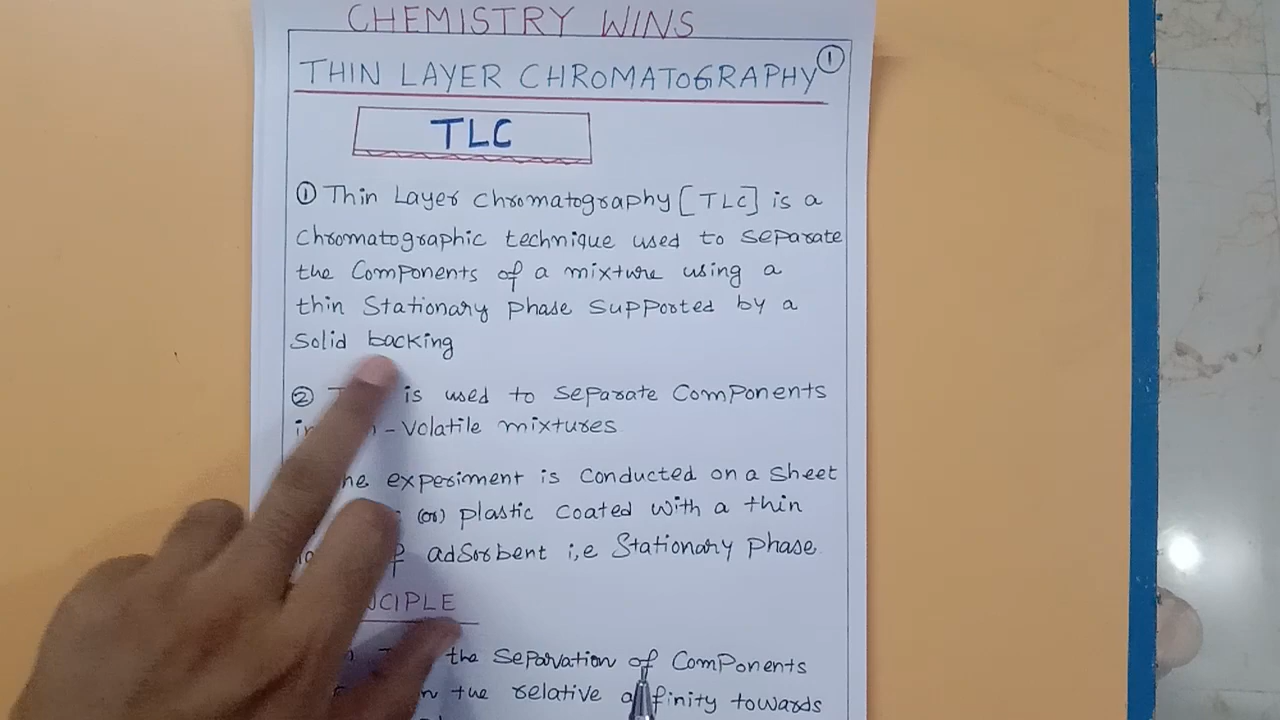 CHEMISTRY WINS
THIN LAYER CHROMATOGRAPHY ①
TLC
① Thin Layer chromatography [TLC] is a
chromatographic technique used to separate
the components of a mixture using a
thin stationary phase supported by a
solid backing
② is used to separate components
- volatile mixtures
experiment is conducted on a sheet
(or) plastic coated with a thin
adsorbent i,e stationary phase
the separation of components
the relative affinity towards